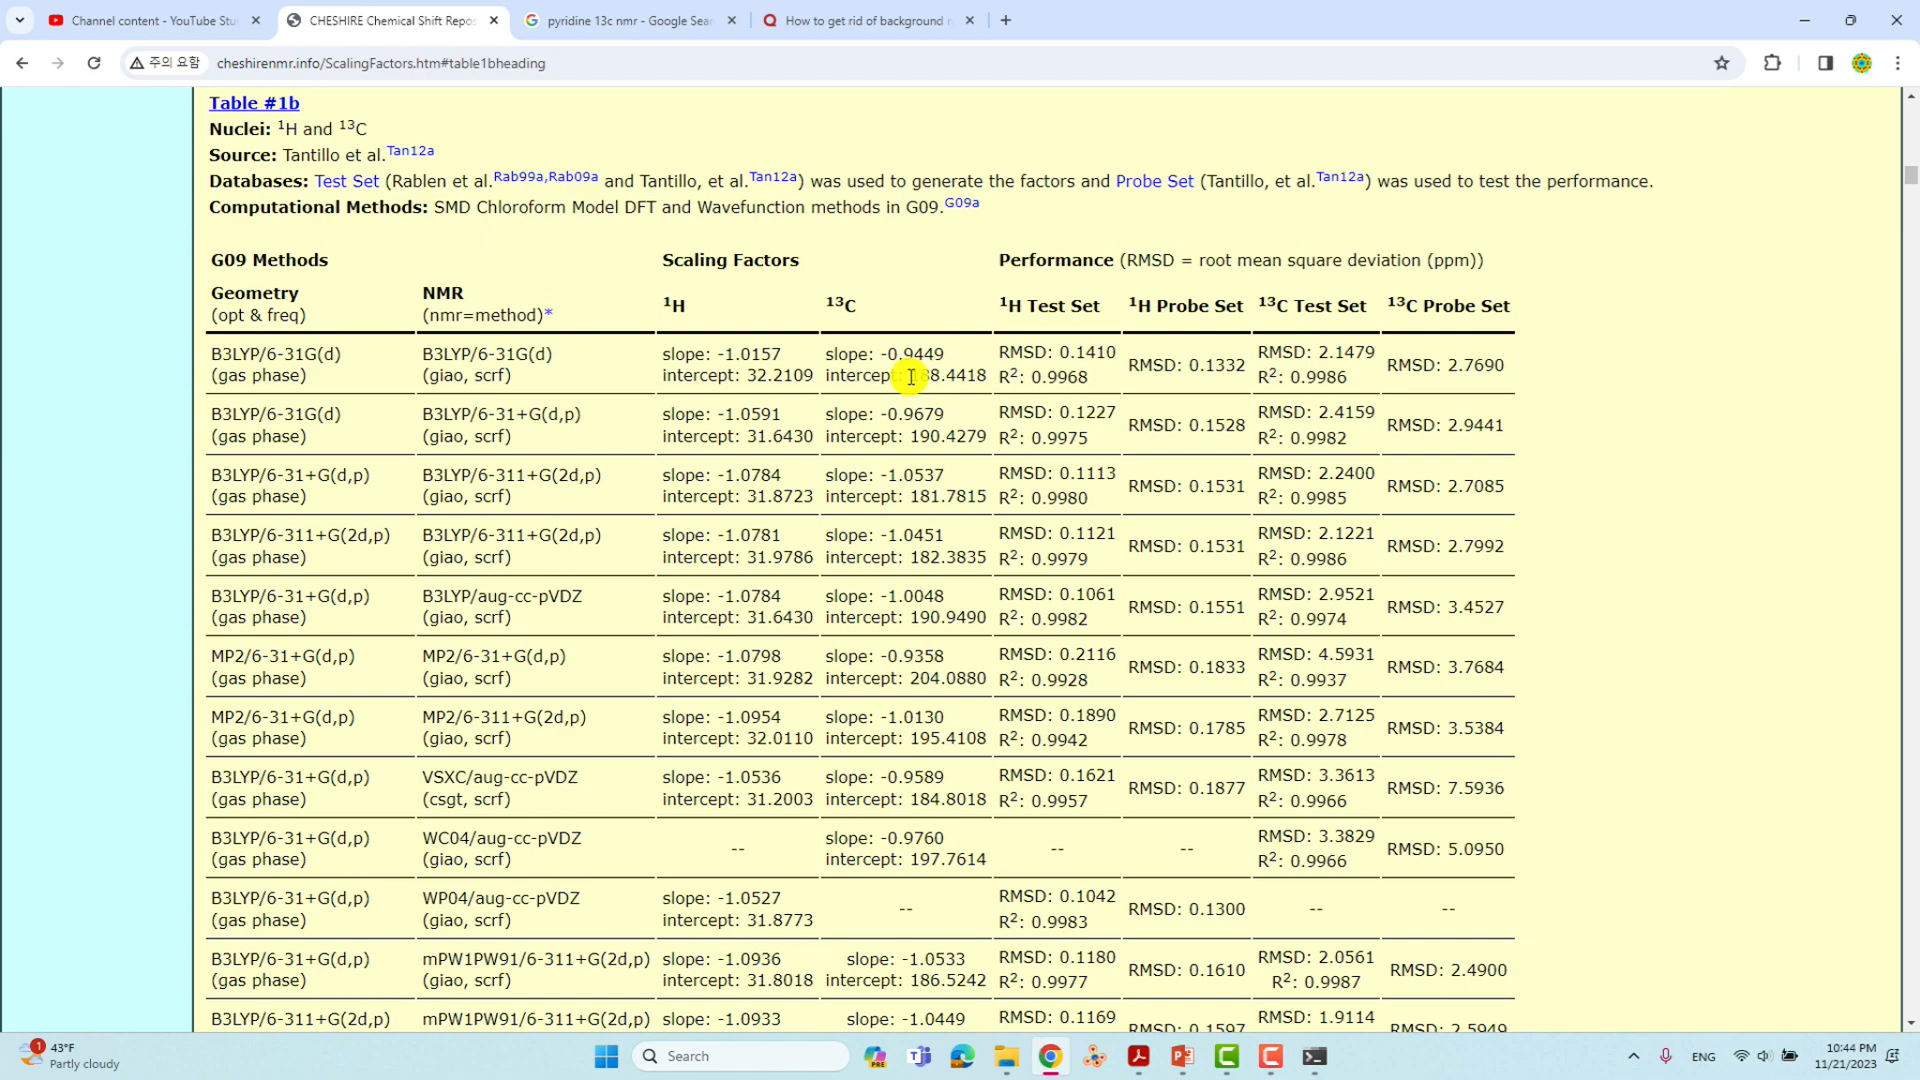 Channel content - YouTube Stu
CHESHIRE Chemical Shift Repos
pyridine 13c nmr - Google Sear
How to get rid of background n
주의 요함
cheshirenmr.info/ScalingFactors.htm#table1bheading
Table #1b
Nuclei: 1H and 13C
Source: Tantillo et al.Tan12a
Databases: Test Set (Rablen et al.Rab99a,Rab09a and Tantillo, et al.Tan12a) was used to generate the factors and Probe Set (Tantillo, et al.Tan12a) was used to test the performance.
Computational Methods: SMD Chloroform Model DFT and Wavefunction methods in G09.G09a
G09 Methods Scaling Factors Performance (RMSD = root mean square deviation (ppm))
Geometry NMR
(opt & freq) (nmr=method)* 1H 13C 1H Test Set 1H Probe Set 13C Test Set 13C Probe Set
B3LYP/6-31G(d) B3LYP/6-31G(d) slope: -1.0157 slope: -0.9449 RMSD: 0.1410 RMSD: 0.1332 RMSD: 2.1479 RMSD: 2.7690
(gas phase) (giao, scrf) intercept: 32.2109 intercept: 188.4418 R2: 0.9968 R2: 0.9986
B3LYP/6-31G(d) B3LYP/6-31+G(d,p) slope: -1.0591 slope: -0.9679 RMSD: 0.1227 RMSD: 0.1528 RMSD: 2.4159 RMSD: 2.9441
(gas phase) (giao, scrf) intercept: 31.6430 intercept: 190.4279 R2: 0.9975 R2: 0.9982
B3LYP/6-31+G(d,p) B3LYP/6-311+G(2d,p) slope: -1.0784 slope: -1.0537 RMSD: 0.1113 RMSD: 0.1531 RMSD: 2.2400 RMSD: 2.7085
(gas phase) (giao, scrf) intercept: 31.8723 intercept: 181.7815 R2: 0.9980 R2: 0.9985
B3LYP/6-311+G(2d,p) B3LYP/6-311+G(2d,p) slope: -1.0781 slope: -1.0451 RMSD: 0.1121 RMSD: 0.1531 RMSD: 2.1221 RMSD: 2.7992
(gas phase) (giao, scrf) intercept: 31.9786 intercept: 182.3835 R2: 0.9979 R2: 0.9986
B3LYP/6-31+G(d,p) B3LYP/aug-cc-pVDZ slope: -1.0784 slope: -1.0048 RMSD: 0.1061 RMSD: 0.1551 RMSD: 2.9521 RMSD: 3.4527
(gas phase) (giao, scrf) intercept: 31.6430 intercept: 190.9490 R2: 0.9982 R2: 0.9974
MP2/6-31+G(d,p) MP2/6-31+G(d,p) slope: -1.0798 slope: -0.9358 RMSD: 0.2116 RMSD: 0.1833 RMSD: 4.5931 RMSD: 3.7684
(gas phase) (giao, scrf) intercept: 31.9282 intercept: 204.0880 R2: 0.9928 R2: 0.9937
MP2/6-31+G(d,p) MP2/6-311+G(2d,p) slope: -1.0954 slope: -1.0130 RMSD: 0.1890 RMSD: 0.1785 RMSD: 2.7125 RMSD: 3.5384
(gas phase) (giao, scrf) intercept: 32.0110 intercept: 195.4108 R2: 0.9942 R2: 0.9978
B3LYP/6-31+G(d,p) VSXC/aug-cc-pVDZ slope: -1.0536 slope: -0.9589 RMSD: 0.1621 RMSD: 0.1877 RMSD: 3.3613 RMSD: 7.5936
(gas phase) (csgt, scrf) intercept: 31.2003 intercept: 184.8018 R2: 0.9957 R2: 0.9966
B3LYP/6-31+G(d,p) WC04/aug-cc-pVDZ -- slope: -0.9760 -- -- RMSD: 3.3829 RMSD: 5.0950
(gas phase) (giao, scrf) intercept: 197.7614 R2: 0.9966
B3LYP/6-31+G(d,p) WP04/aug-cc-pVDZ slope: -1.0527 -- RMSD: 0.1042 RMSD: 0.1300 -- --
(gas phase) (giao, scrf) intercept: 31.8773 R2: 0.9983
B3LYP/6-31+G(d,p) mPW1PW91/6-311+G(2d,p) slope: -1.0936 slope: -1.0533 RMSD: 0.1180 RMSD: 0.1610 RMSD: 2.0561 RMSD: 2.4900
(gas phase) (giao, scrf) intercept: 31.8018 intercept: 186.5242 R2: 0.9977 R2: 0.9987
B3LYP/6-311+G(2d,p) mPW1PW91/6-311+G(2d,p) slope: -1.0933 slope: -1.0449 RMSD: 0.1169 RMSD: 0.1597 RMSD: 1.9114 RMSD: 2.5949
1
43°F
Partly cloudy
Search
PRE
ENG
10:44 PM
11/21/2023